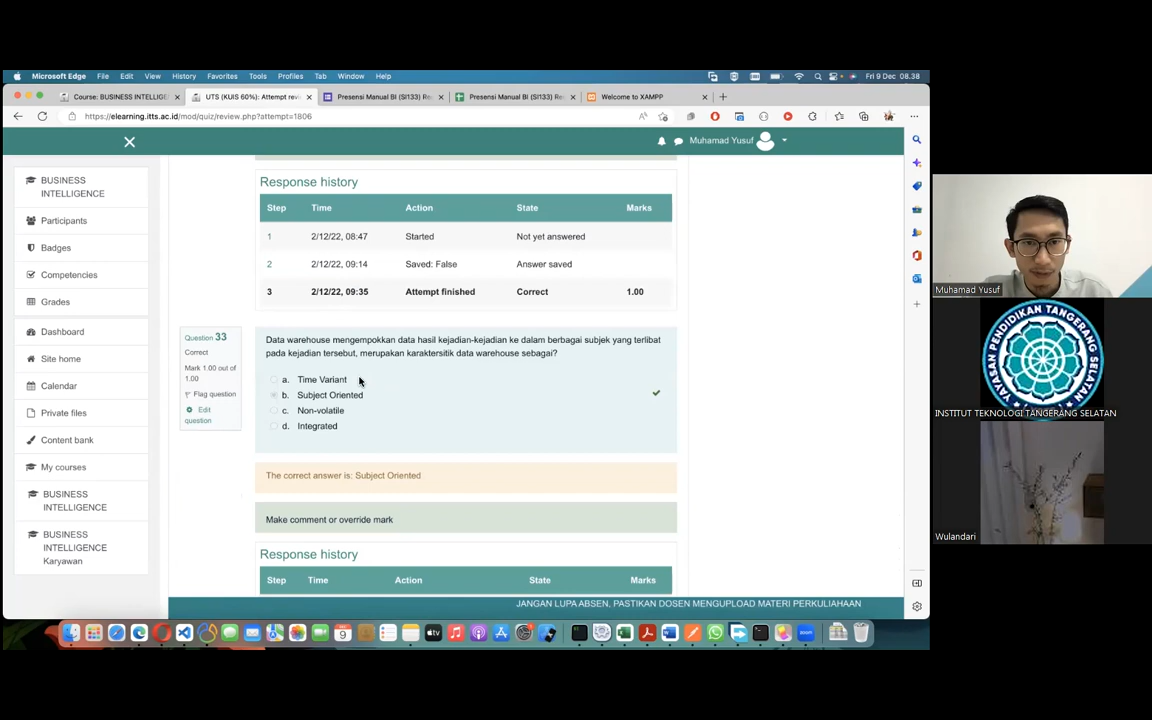 Microsoft Edge File Edit View History Favorites Tools Profiles Tab Window Help Fri 9 Dec 08.38
Course: BUSINESS INTELLIGE
UTS (KUIS 60%): Attempt revi
Presensi Manual BI (SI133) Re
Presensi Manual BI (SI133) Re
Welcome to XAMPP
https://elearning.itts.ac.id/mod/quiz/review.php?attempt=1806
Muhamad Yusuf
BUSINESS
INTELLIGENCE
Participants
Badges
Competencies
Grades
Dashboard
Site home
Calendar
Private files
Content bank
My courses
BUSINESS
INTELLIGENCE
BUSINESS
INTELLIGENCE
Karyawan
Response history
Step Time Action State Marks
1 2/12/22, 08:47 Started Not yet answered
2 2/12/22, 09:14 Saved: False Answer saved
3 2/12/22, 09:35 Attempt finished Correct 1.00
Question 33
Correct
Mark 1.00 out of
1.00
Flag question
Edit
question
Data warehouse mengempokkan data hasil kejadian-kejadian ke dalam berbagai subjek yang terlibat
pada kejadian tersebut, merupakan karaktersitik data warehouse sebagai?
a. Time Variant
b. Subject Oriented
c. Non-volatile
d. Integrated
The correct answer is: Subject Oriented
Make comment or override mark
Response history
Step Time Action State Marks
JANGAN LUPA ABSEN, PASTIKAN DOSEN MENGUPLOAD MATERI PERKULIAHAAN
Muhamad Yusuf
YAYASAN PENDIDIKAN TANGERANG SELATAN
INSTITUT TEKNOLOGI TANGERANG SELATAN
Wulandari